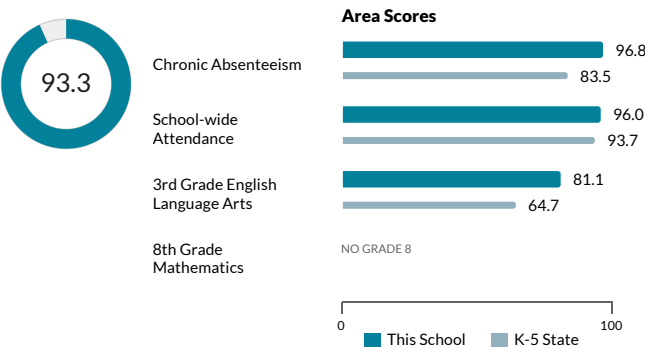 Area Scores
93.3
Chronic Absenteeism
96.8
83.5
School-wide
Attendance
96.0
93.7
3rd Grade English
Language Arts
81.1
64.7
8th Grade
Mathematics
NO GRADE 8
0
100
This School
K-5 State